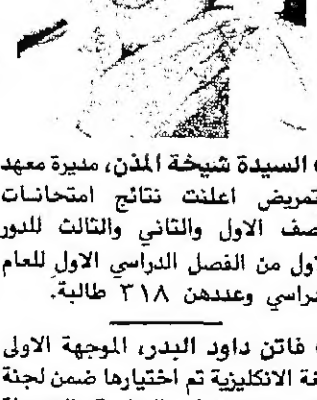 السيدة شيخة المذن، مديرة معهد
تمريض اعلنت نتائج امتحانات
صف الاول والثاني والثالث للدور
اول من الفصل الدراسي الاول للعام
دراسي وعددهن ٣١٨ طالبة.
فاتن داود البدر، الموجهة الاولى
غة الانكليزية تم اختيارها ضمن لجنة